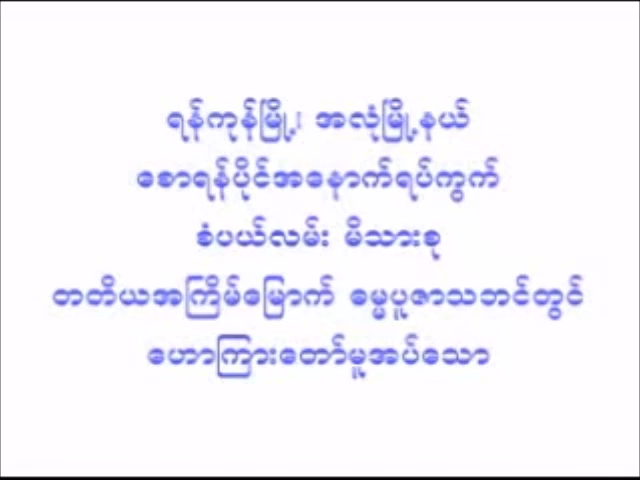 ရန်ကုန်မြို့၊ အလုံမြို့နယ်
စောရန်ပိုင်အနောက်ရပ်ကွက်
စံပယ်လမ်း မိသားစု
တတိယအကြိမ်မြောက် ဓမ္မပူဇာသဘင်တွင်
ဟောကြားတော်မူအပ်သော